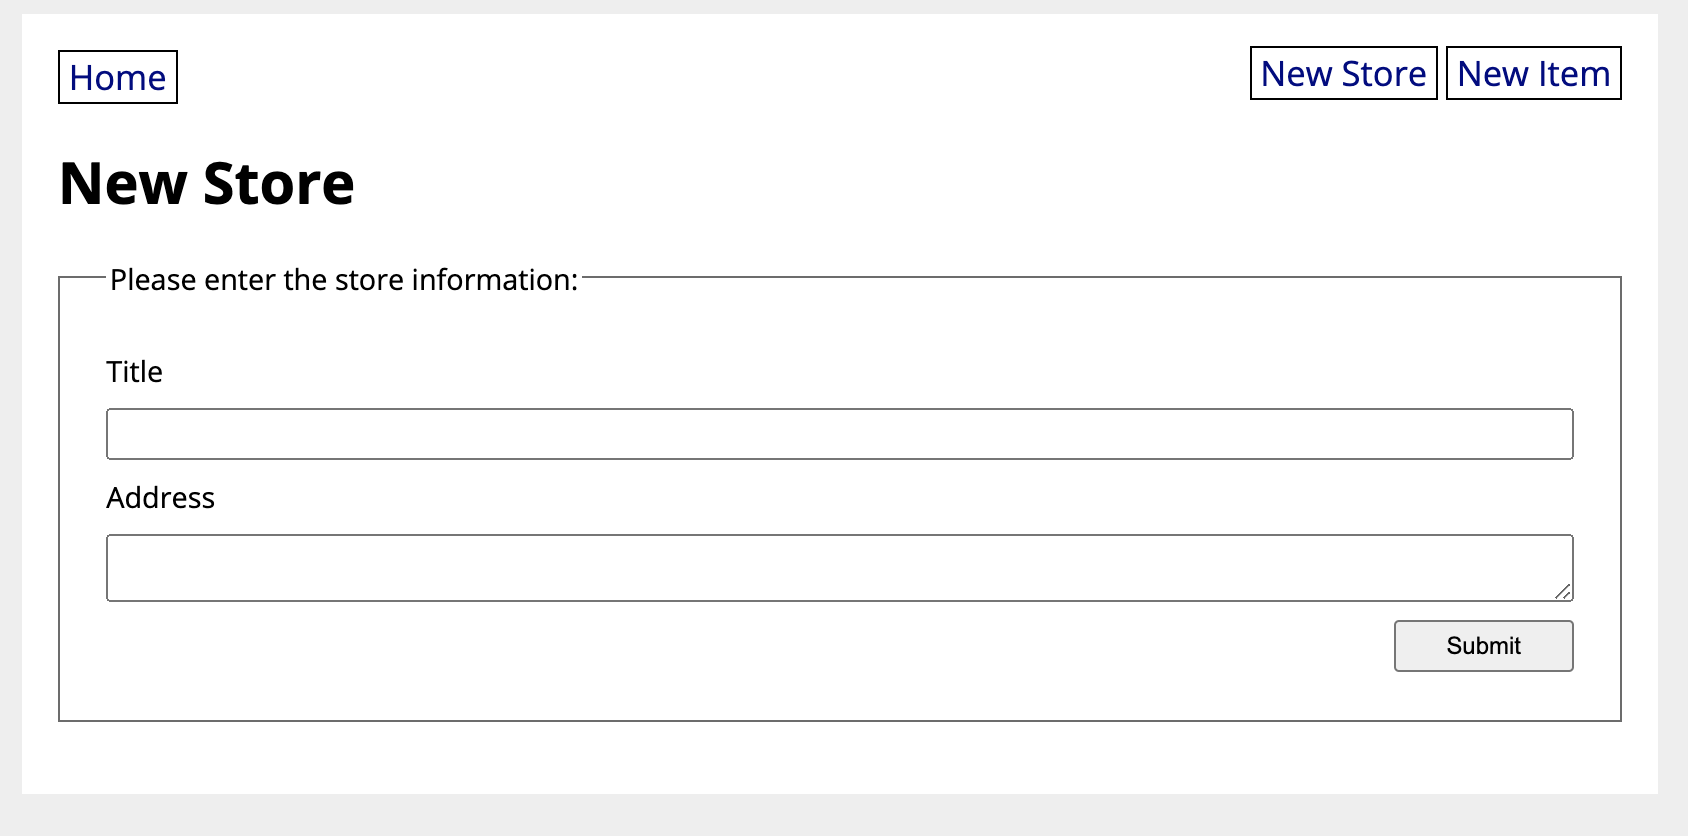 Home New Store New Item
New Store
Please enter the store information:
Title
Address
Submit